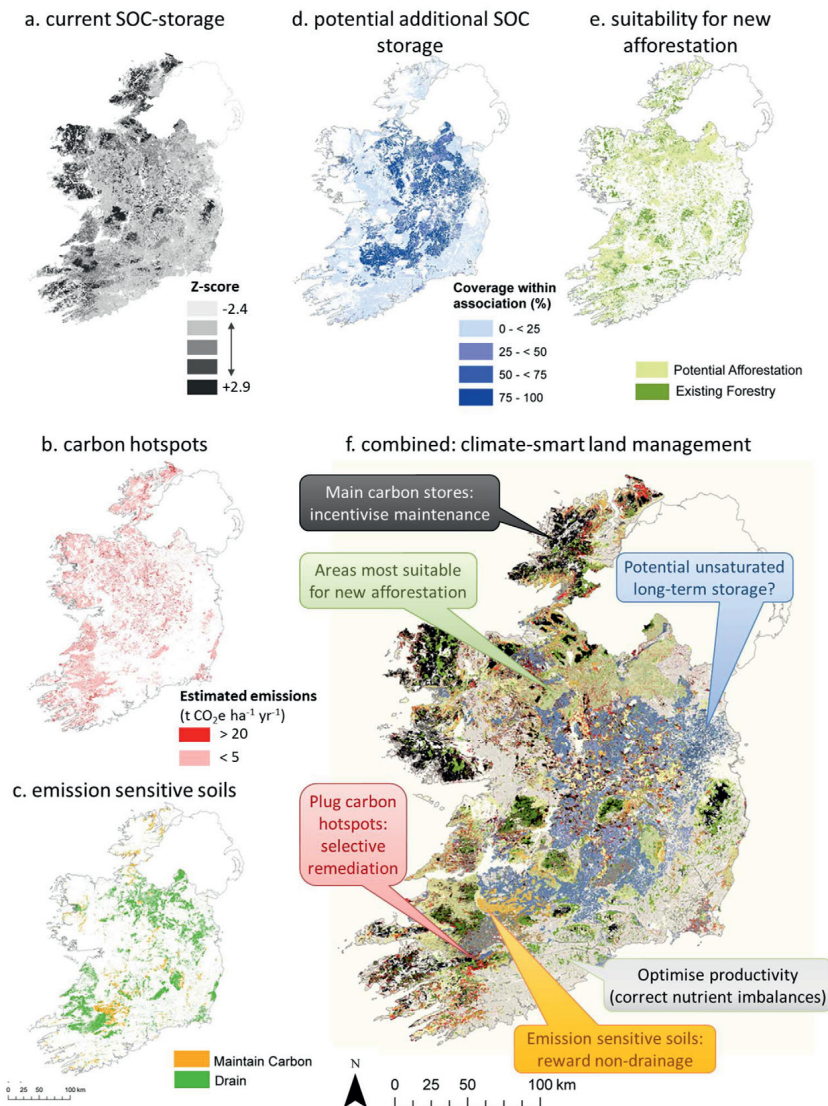 a. current SOC-storage
Z-score
-2.4
+2.9
d. potential additional SOC
storage
Coverage within
association (%)
0 - < 25
25 - < 50
50 - < 75
75 - 100
e. suitability for new
afforestation
Potential Afforestation
Existing Forestry
b. carbon hotspots
Estimated emissions
(t CO₂e ha⁻¹ yr⁻¹)
> 20
< 5
c. emission sensitive soils
Maintain Carbon
Drain
0 25 50 100 km
f. combined: climate-smart land management
Main carbon stores:
incentivise maintenance
Areas most suitable
for new afforestation
Potential unsaturated
long-term storage?
Plug carbon
hotspots:
selective
remediation
Optimise productivity
(correct nutrient imbalances)
Emission sensitive soils:
reward non-drainage
N
0 25 50 100 km